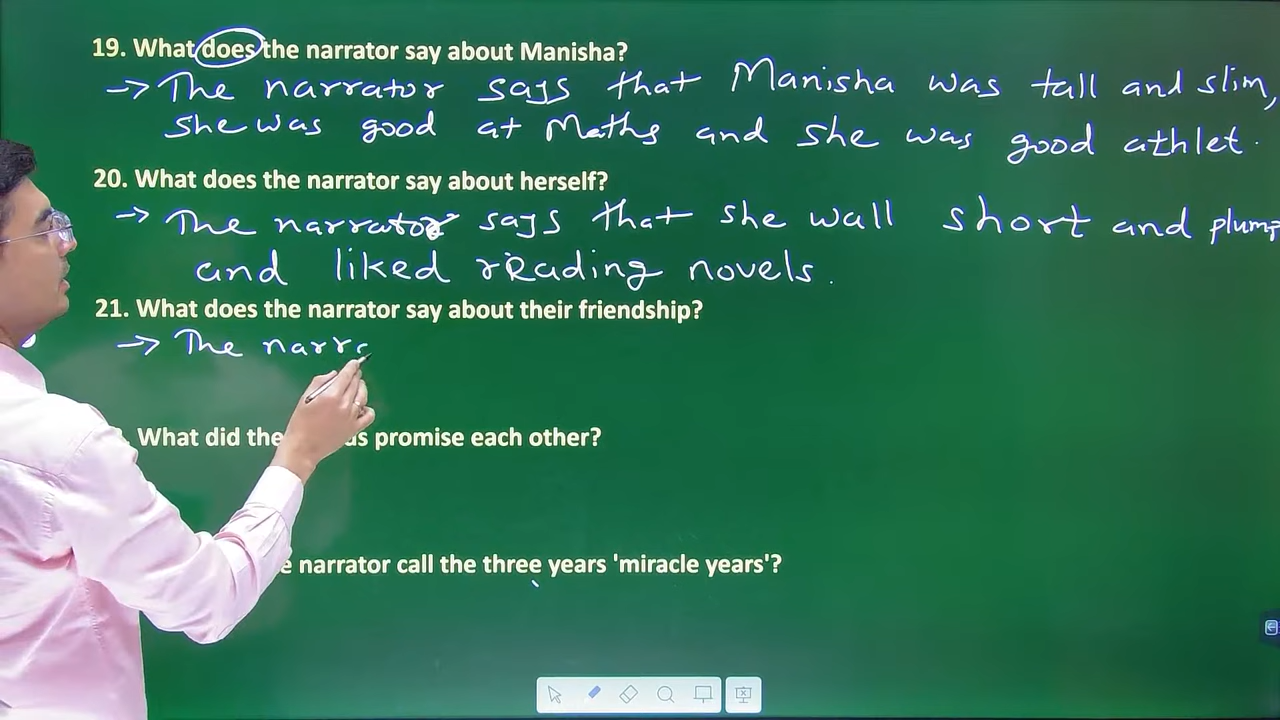 19. What does the narrator say about Manisha?
→ The narrator says that Manisha was tall and slim,
she was good at Maths and she was good athlet.
20. What does the narrator say about herself?
→ The narrator says that she wall short and plump
and liked reading novels.
21. What does the narrator say about their friendship?
→ The narra
What did the promise each other?
narrator call the three years 'miracle years'?